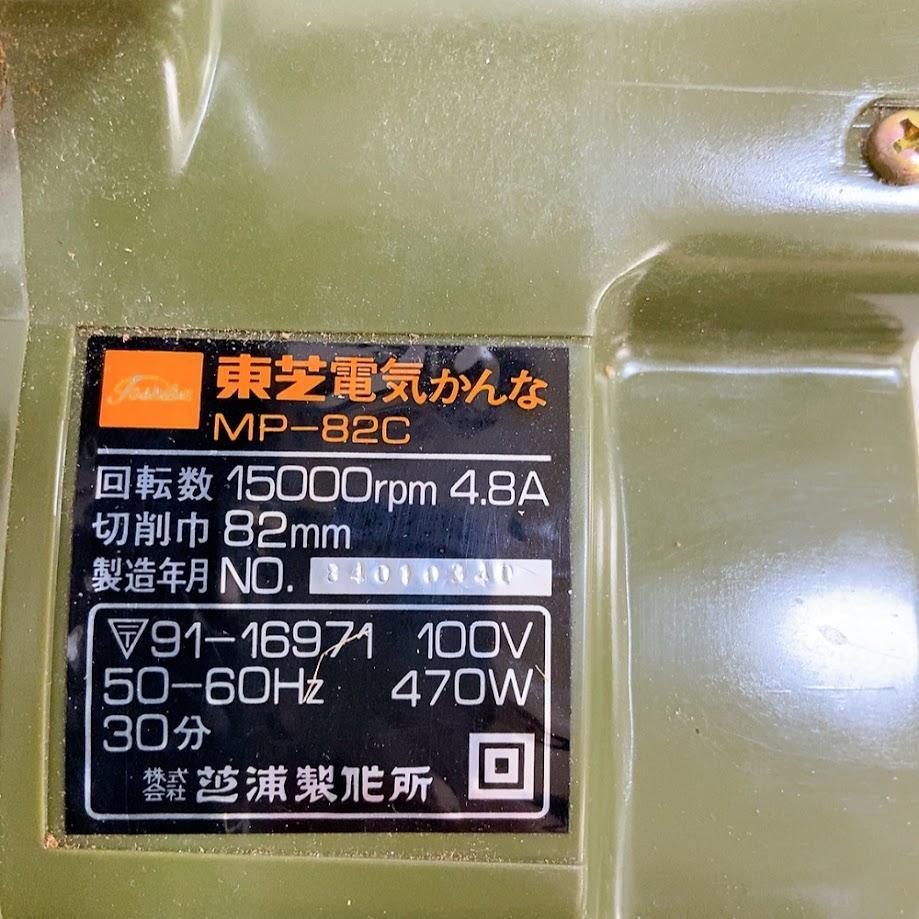 Toshiba 東芝電気かんな
MP-82C
回転数 15000rpm 4.8A
切削巾 82mm
製造年月 NO. 84010340
〒91-16971 100V
50-60Hz 470W
30分
株式会社 芝浦製作所